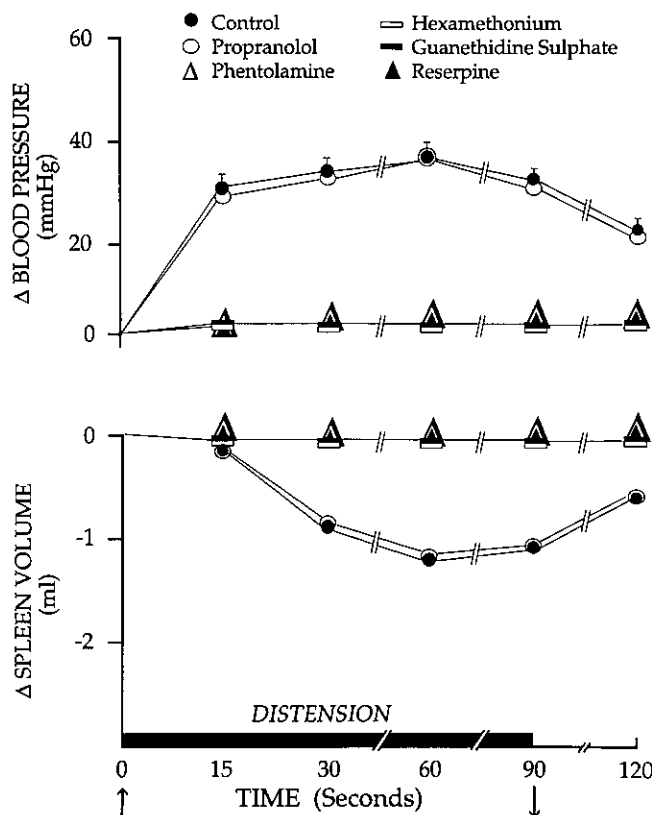 Control
Hexamethonium
Propranolol
Guanethidine Sulphate
Phentolamine
Reserpine
Δ BLOOD PRESSURE
(mmHg)
60
40
20
0
Δ SPLEEN VOLUME
(ml)
0
-1
-2
DISTENSION
0 15 30 60 90 120
TIME (Seconds)